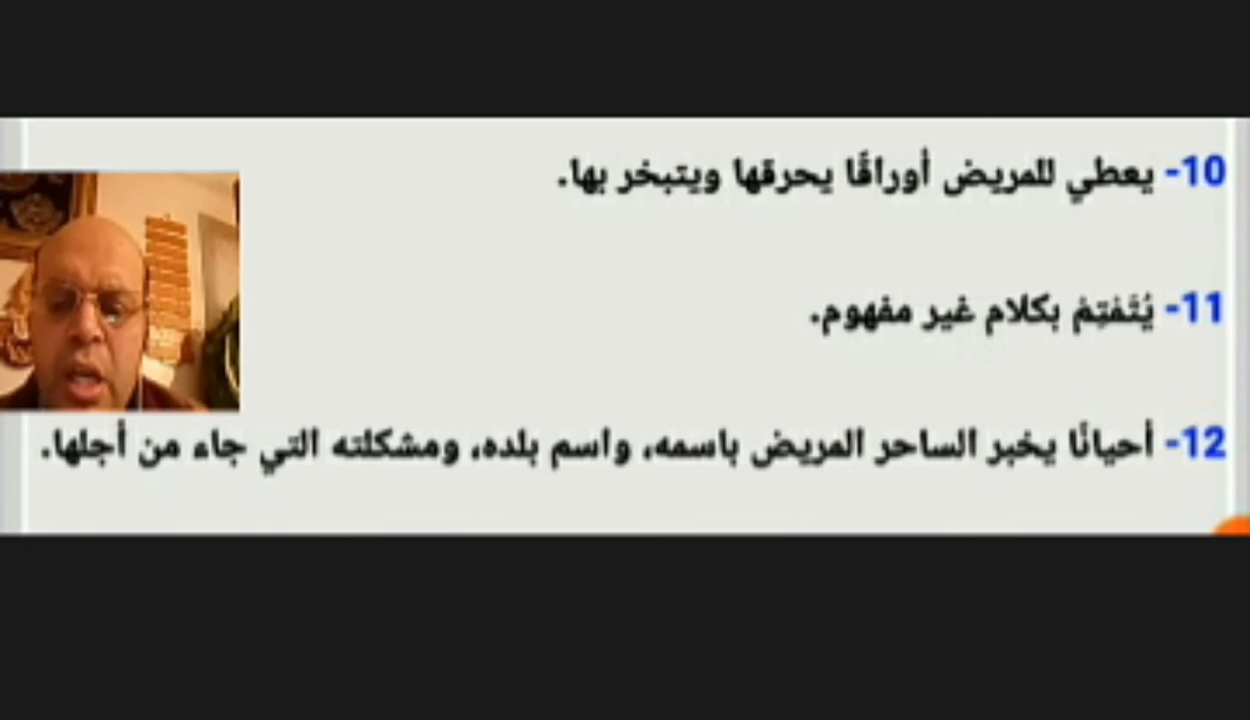 10- يعطي للمريض أوراقًا يحرقها ويتبخر بها.
11- يُتَمْتِمُ بكلام غير مفهوم.
12- أحيانًا يخبر الساحر المريض باسمه، واسم بلده، ومشكلته التي جاء من أجلها.